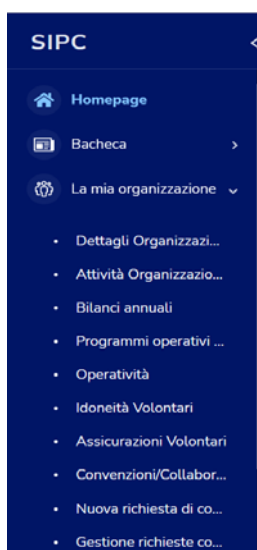 SIPC
Homepage
Bacheca
La mia organizzazione
Dettagli Organizzazi...
Attività Organizzazio...
Bilanci annuali
Programmi operativi ...
Operatività
Idoneità Volontari
Assicurazioni Volontari
Convenzioni/Collabor...
Nuova richiesta di co...
Gestione richieste co...